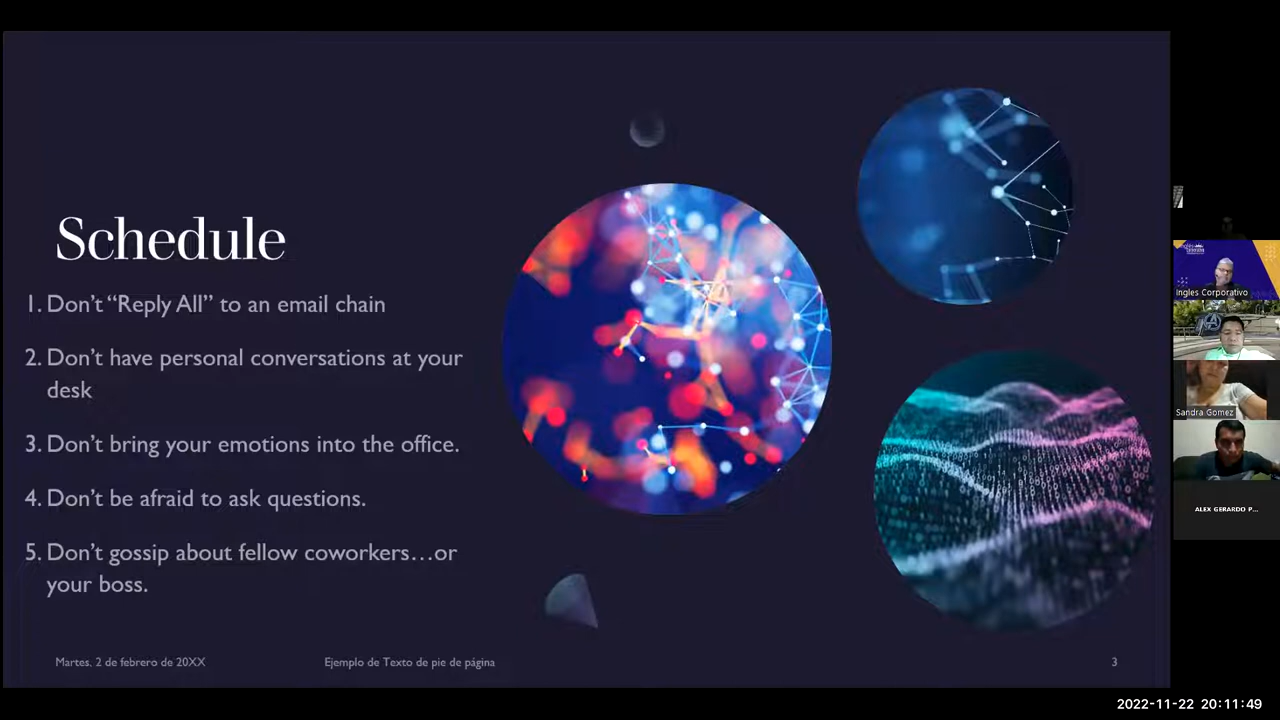 Schedule
1. Don’t “Reply All” to an email chain
2. Don’t have personal conversations at your
desk
3. Don’t bring your emotions into the office.
4. Don’t be afraid to ask questions.
5. Don’t gossip about fellow coworkers…or
your boss.
Martes, 2 de febrero de 20XX
Ejemplo de Texto de pie de página
3
Ingles Corporativo
Sandra Gomez
ALEX GERARDO P...
2022-11-22 20:11:49